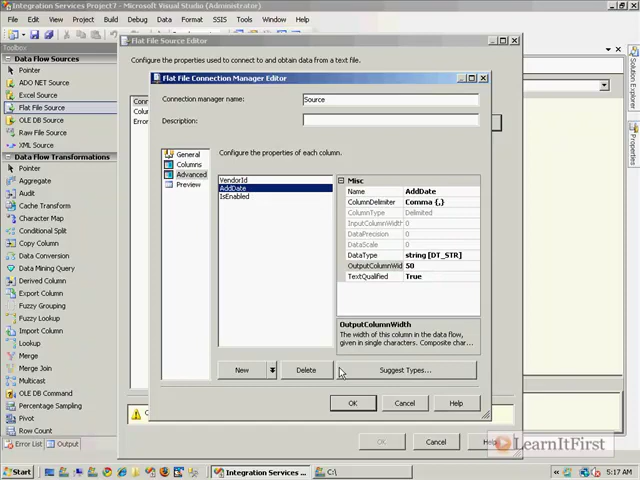 Integration Services Project7 - Microsoft Visual Studio (Administrator)
File Edit View Project Build Debug Data Format SSIS Tools Window Help
Toolbox
Data Flow Sources
Pointer
ADO NET Source
Excel Source
Flat File Source
OLE DB Source
Raw File Source
XML Source
Data Flow Transformations
Pointer
Aggregate
Audit
Cache Transform
Character Map
Conditional Split
Copy Column
Data Conversion
Data Mining Query
Derived Column
Export Column
Fuzzy Grouping
Fuzzy Lookup
Import Column
Lookup
Merge
Merge Join
Multicast
OLE DB Command
Percentage Sampling
Pivot
Row Count
Error List Output
Flat File Source Editor
Configure the properties used to connect to and obtain data from a text file.
Flat File Connection Manager Editor
Connection manager name: Source
Description:
General
Columns
Advanced
Preview
Configure the properties of each column.
VendorId
AddDate
IsEnabled
Misc
Name AddDate
ColumnDelimiter Comma {,}
ColumnType Delimited
InputColumnWidth 0
DataPrecision 0
DataScale 0
DataType string [DT_STR]
OutputColumnWid 50
TextQualified True
OutputColumnWidth
The width of this column in the data flow,
given in single characters. Composite char...
New Delete Suggest Types...
OK Cancel Help
OK Cancel Help
Solution Explorer
Properties
LearnItFirst
Start Integration Services ... C:\ 5:17 AM